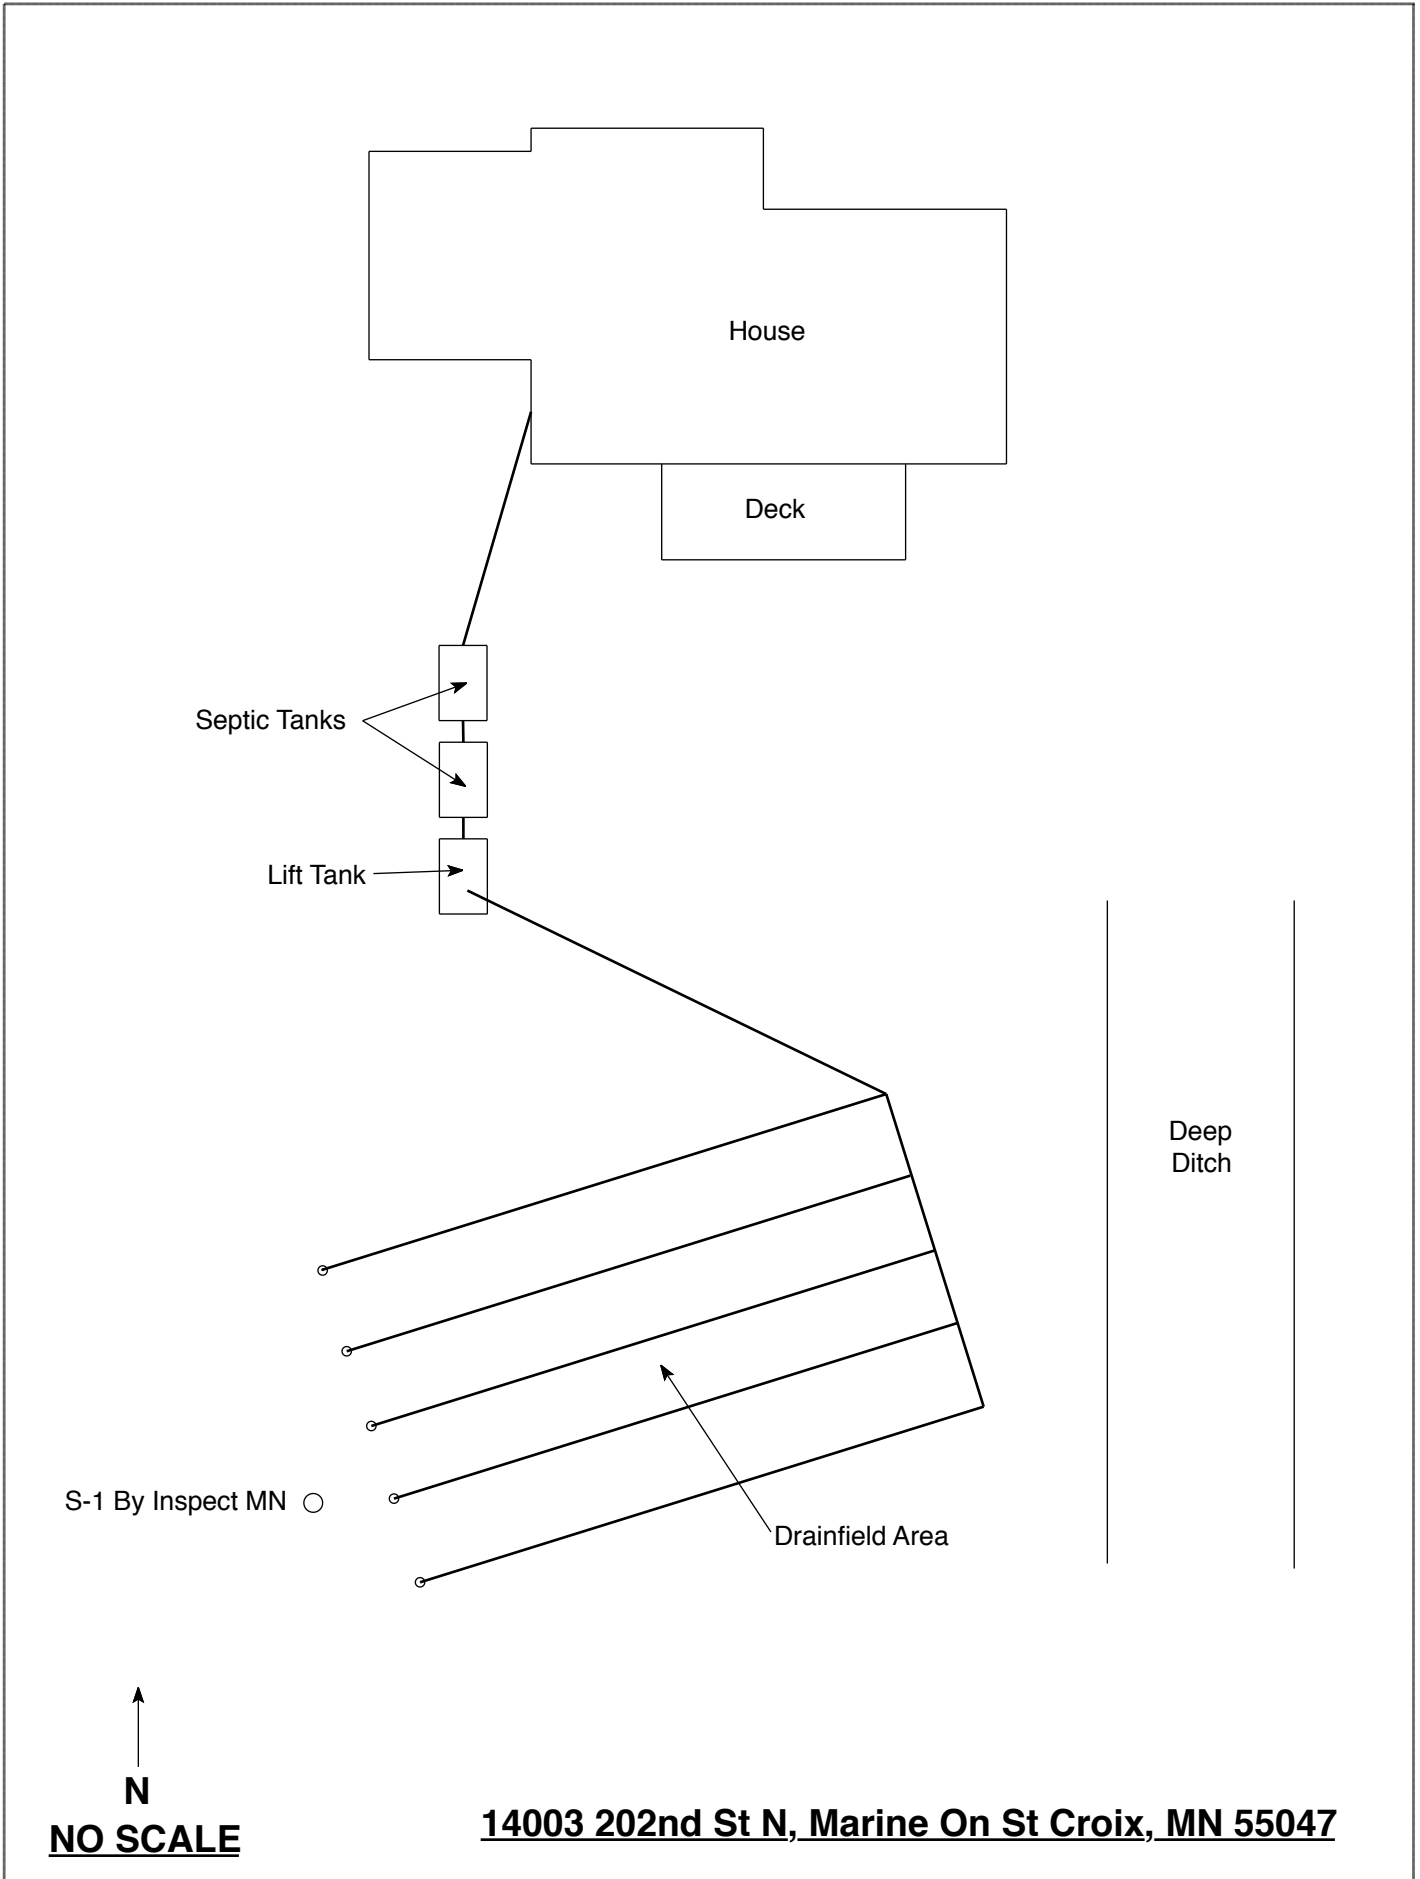 House
Deck
Septic Tanks
Lift Tank
Deep
Ditch
S-1 By Inspect MN
Drainfield Area
N
NO SCALE
14003 202nd St N, Marine On St Croix, MN 55047